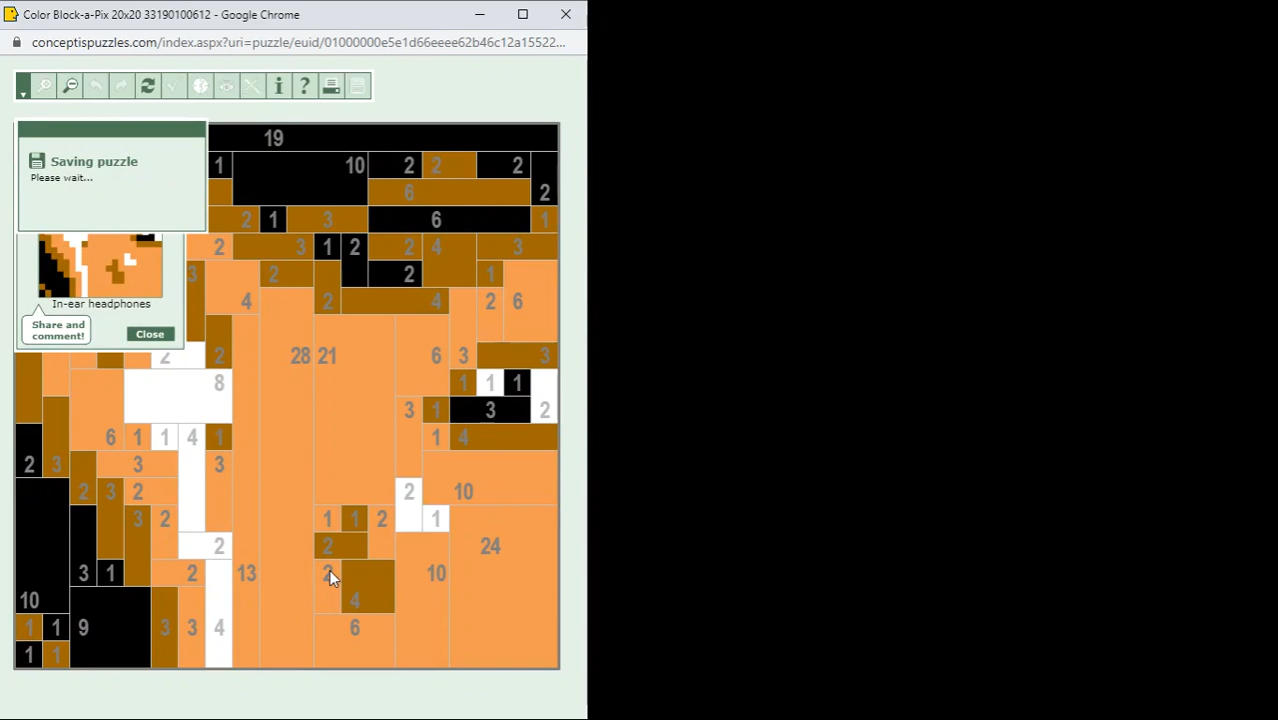 Color Block-a-Pix 20x20 33190100612 - Google Chrome
conceptispuzzles.com/index.aspx?uri=puzzle/euid/01000000e5e1d66eeee62b46c12a15522...
i ?
Saving puzzle
Please wait...
In-ear headphones
Share and
comment!
Close
19
1 10 2 2 2
6 2
2 1 3 6 1
2 3 1 2 2 4 3
3 2 2 1
4 2 4 2 6
2 2 28 21 6 3 3
8 1 1 1
3 1 3 2
6 1 1 4 1 1 4
2 3 3 3
2 3 2 2 10
3 2 1 1 2 1
2 2 24
3 1 2 13 2 10
10 4
1 1 9 3 3 4 6
1 1